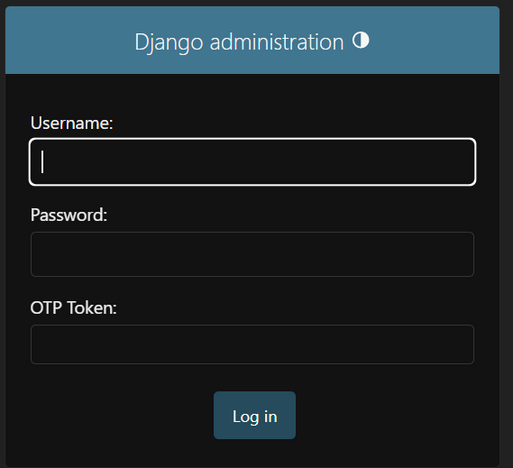 Django administration
Username:
Password:
OTP Token:
Log in